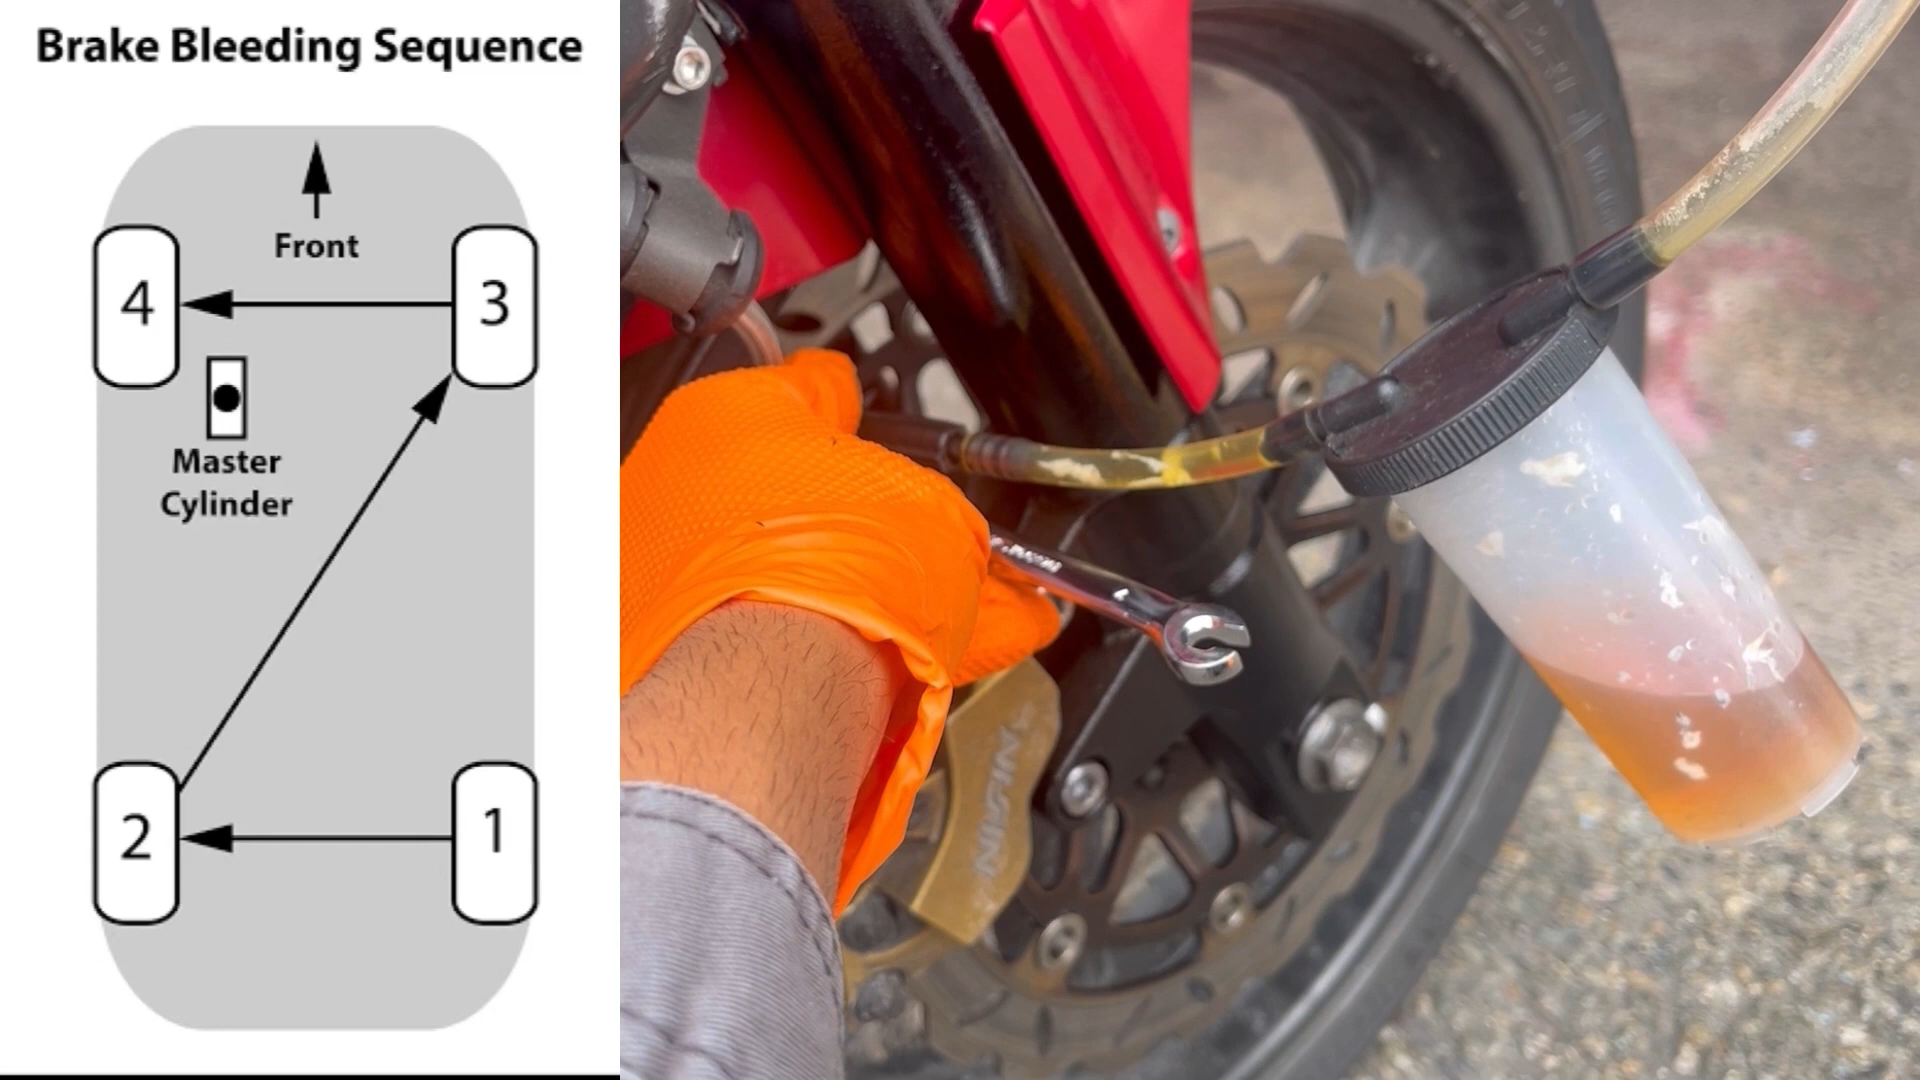 Brake Bleeding Sequence
Front
4
3
Master
Cylinder
2
1
NISSIN